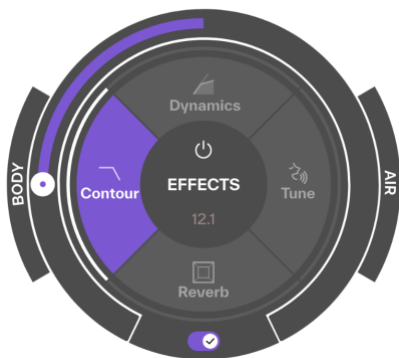 Dynamics
BODY
Contour
EFFECTS
12.1
Tune
AIR
Reverb